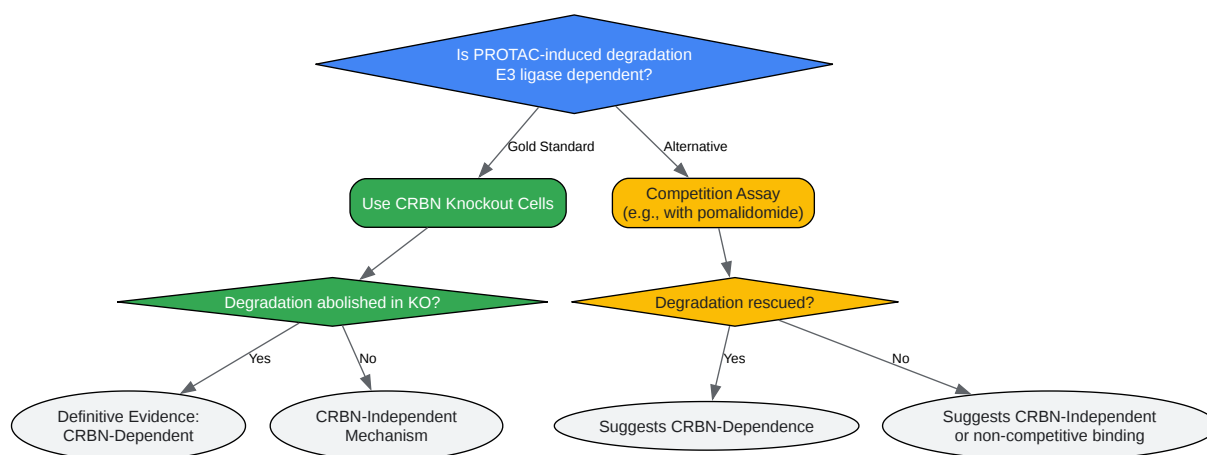 Is PROTAC-induced degradation
E3 ligase dependent?
Gold Standard
Alternative
Use CRBN Knockout Cells
Competition Assay
(e.g., with pomalidomide)
Degradation abolished in KO?
Degradation rescued?
Yes
No
Yes
No
Definitive Evidence:
CRBN-Dependent
CRBN-Independent
Mechanism
Suggests CRBN-Dependence
Suggests CRBN-Independent
or non-competitive binding